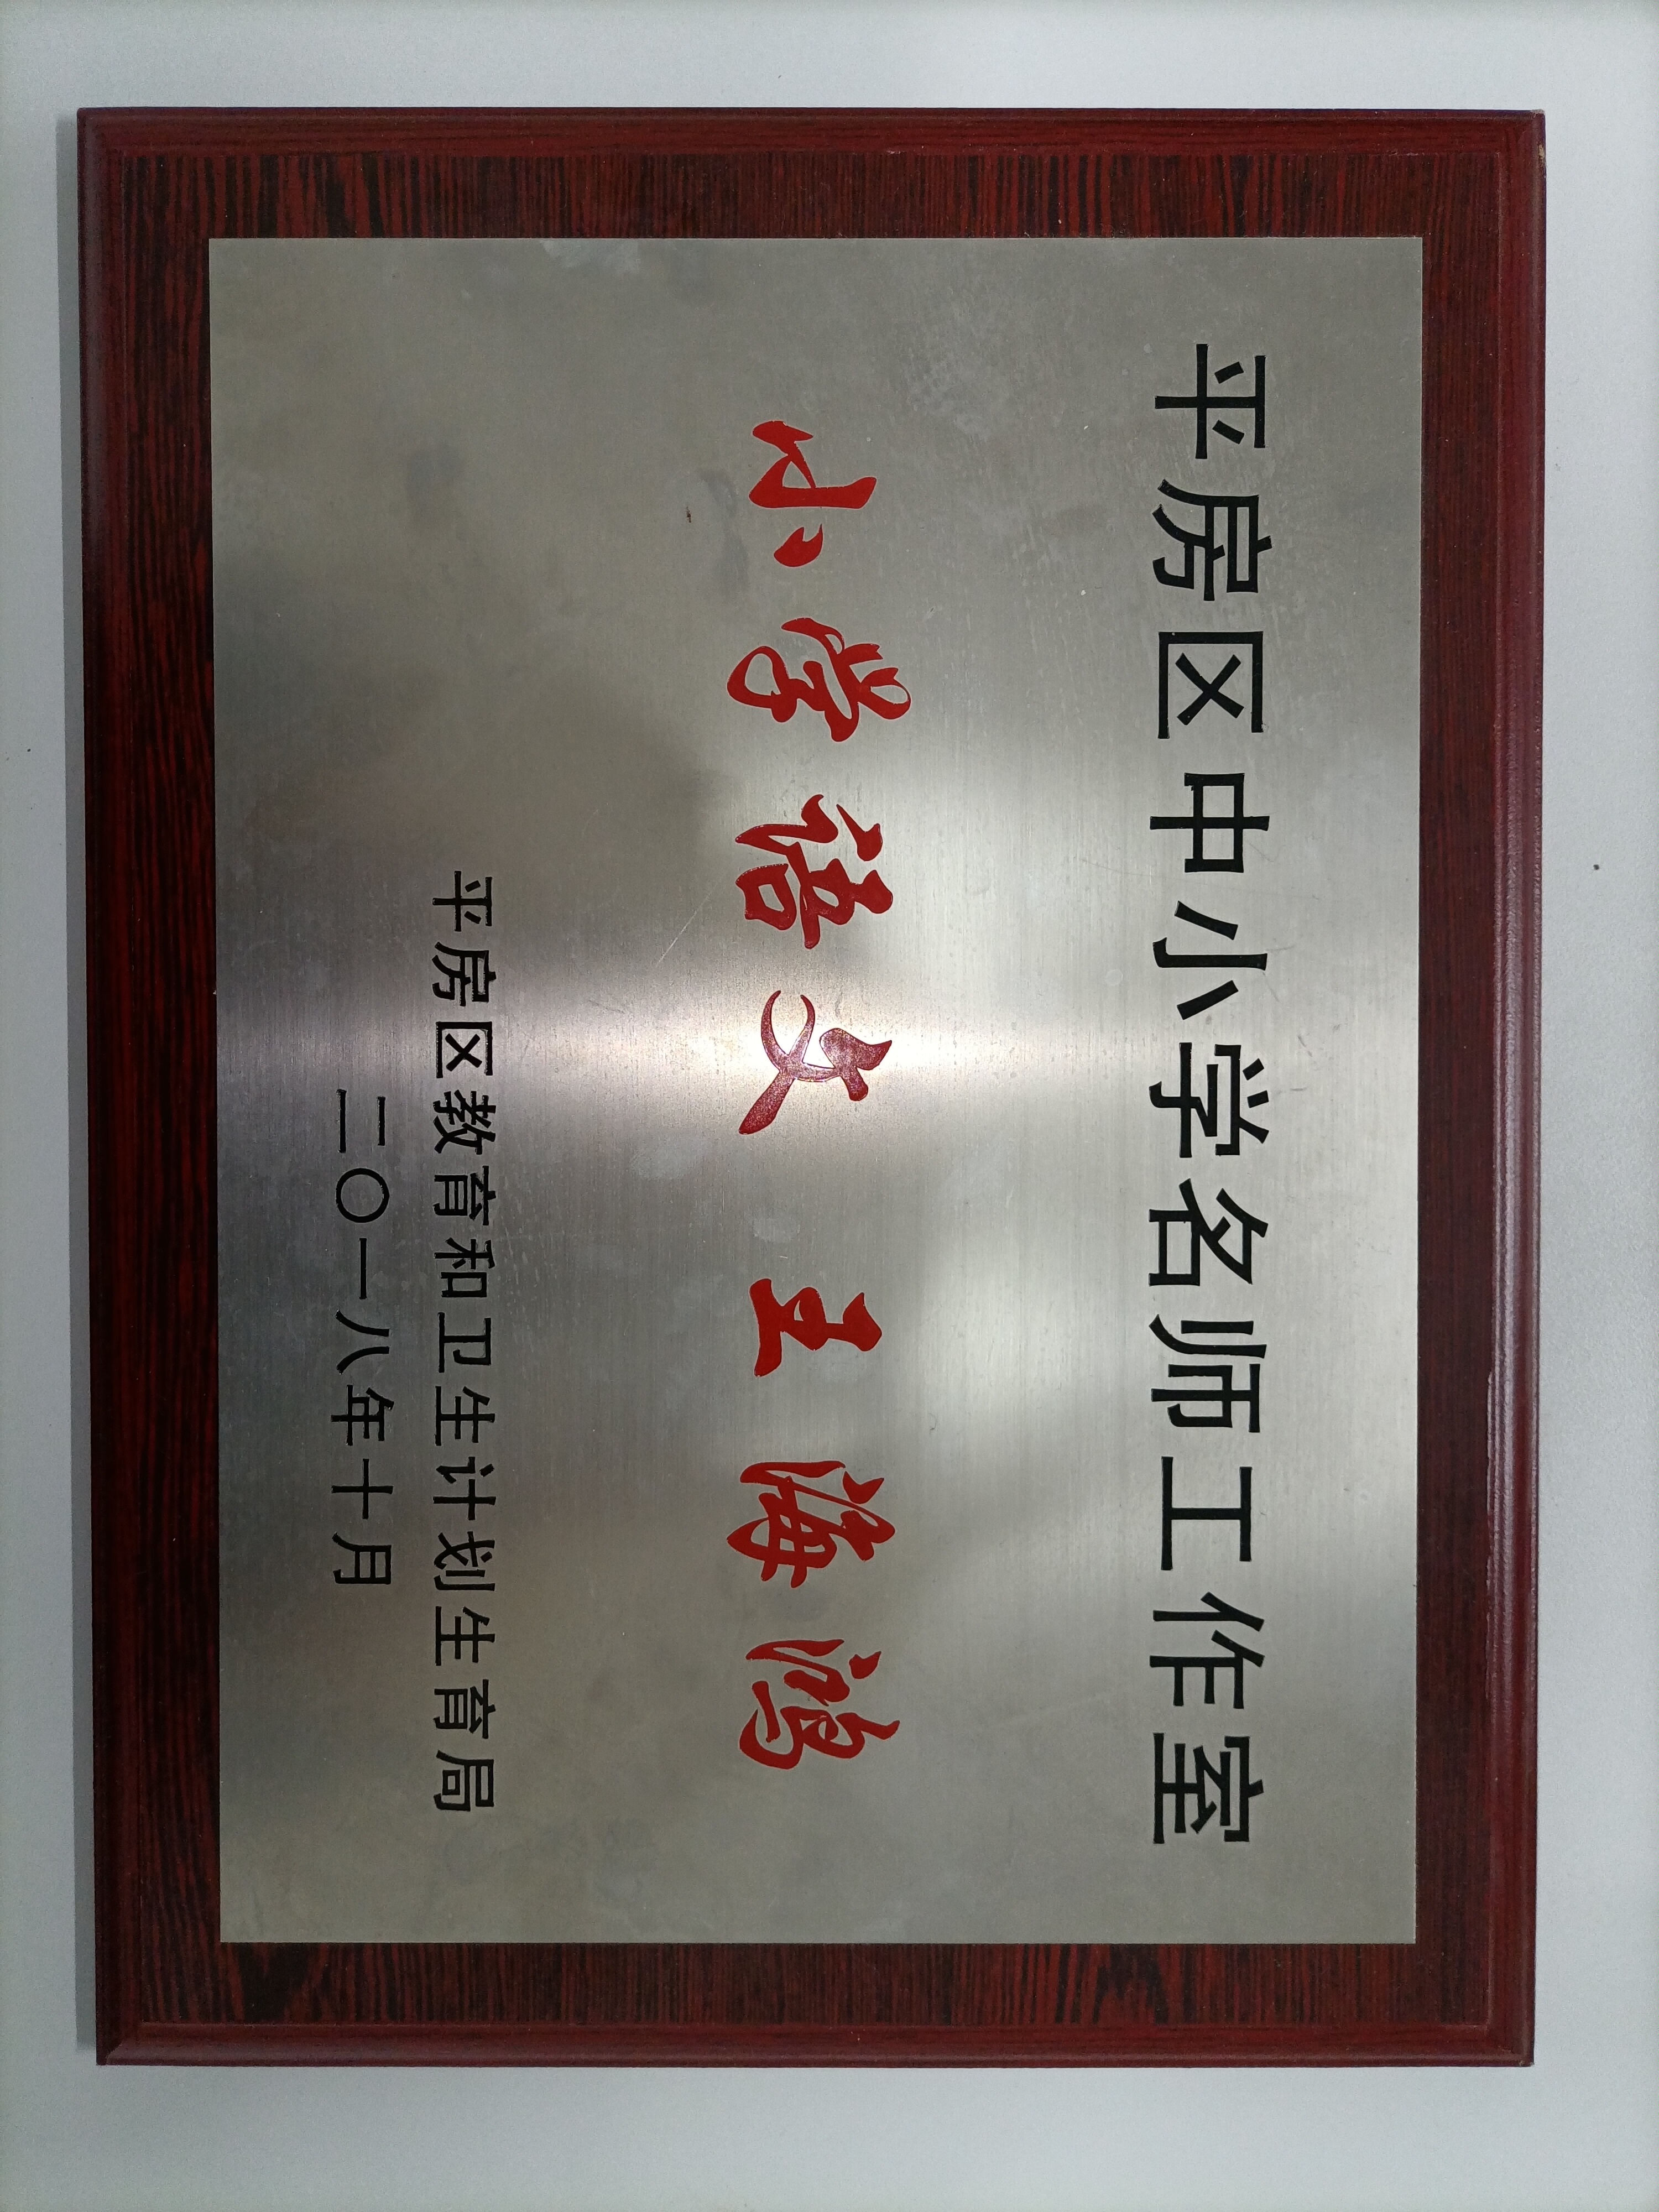 平房区中小学名师工作室
小学语文 王海鸿
平房区教育和卫生计划生育局
二〇一八年十月